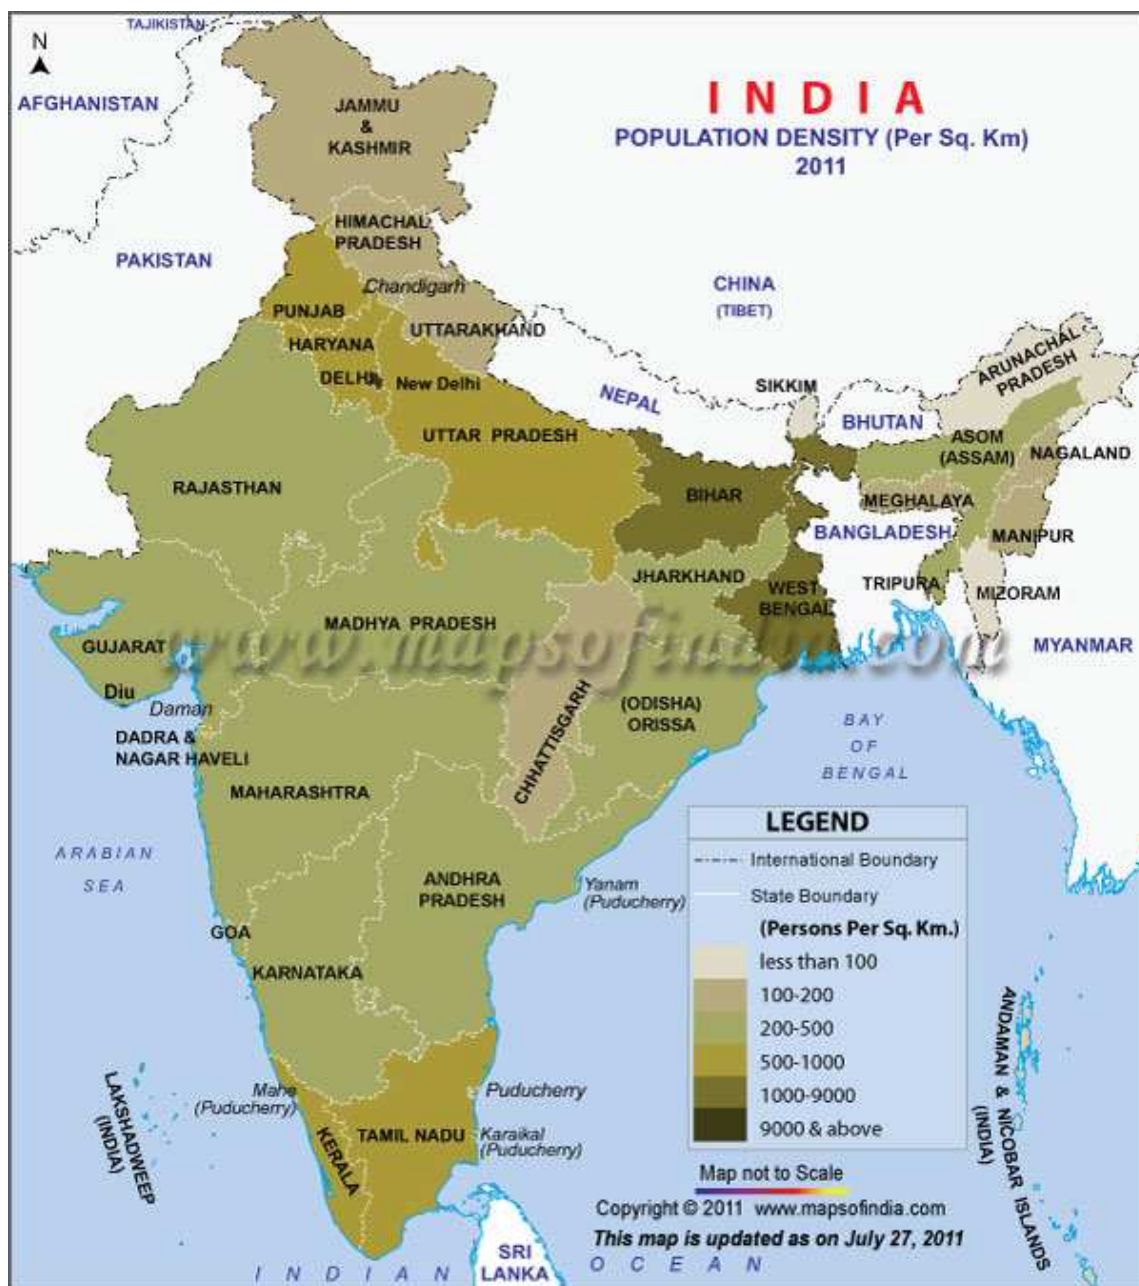 TAJIKISTAN
N
AFGHANISTAN
INDIA
POPULATION DENSITY (Per Sq. Km)
2011
JAMMU
&
KASHMIR
HIMACHAL
PRADESH
PAKISTAN
CHINA
(TIBET)
Chandigarh
PUNJAB
UTTARAKHAND
HARYANA
DELHI
New Delhi
ARUNACHAL
PRADESH
SIKKIM
NEPAL
BHUTAN
UTTAR PRADESH
ASOM
(ASSAM)
NAGALAND
RAJASTHAN
BIHAR
MEGHALAYA
BANGLADESH
MANIPUR
JHARKHAND
WEST
BENGAL
TRIPURA
MIZORAM
MADHYA PRADESH
www.mapsofindia.com
GUJARAT
MYANMAR
Diu
Daman
DADRA &
NAGAR HAVELI
(ODISHA)
ORISSA
CHHATTISGARH
BAY
OF
BENGAL
MAHARASHTRA
ARABIAN
SEA
ANDHRA
PRADESH
Yanam
(Puducherry)
GOA
KARNATAKA
LEGEND
International Boundary
State Boundary
(Persons Per Sq. Km.)
less than 100
100-200
200-500
500-1000
1000-9000
9000 & above
Mahe
(Puducherry)
Puducherry
KERALA
TAMIL NADU
Karaikal
(Puducherry)
LAKSHADWEEP
(INDIA)
ANDAMAN & NICOBAR ISLANDS
(INDIA)
Map not to Scale
Copyright © 2011 www.mapsofindia.com
This map is updated as on July 27, 2011
SRI
LANKA
INDIAN OCEAN